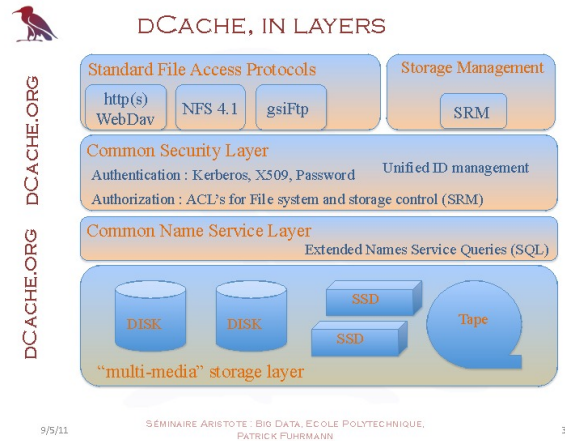 dCache, in layers
dCache.org
dCache.org
Standard File Access Protocols
http(s)
WebDav
NFS 4.1
gsiFtp
Storage Management
SRM
Common Security Layer
Unified ID management
Authentication : Kerberos, X509, Password
Authorization : ACL's for File system and storage control (SRM)
Common Name Service Layer
Extended Names Service Queries (SQL)
DISK
DISK
SSD
SSD
Tape
“multi-media” storage layer
9/5/11
Séminaire Aristote : Big Data, Ecole Polytechnique,
Patrick Fuhrmann
3